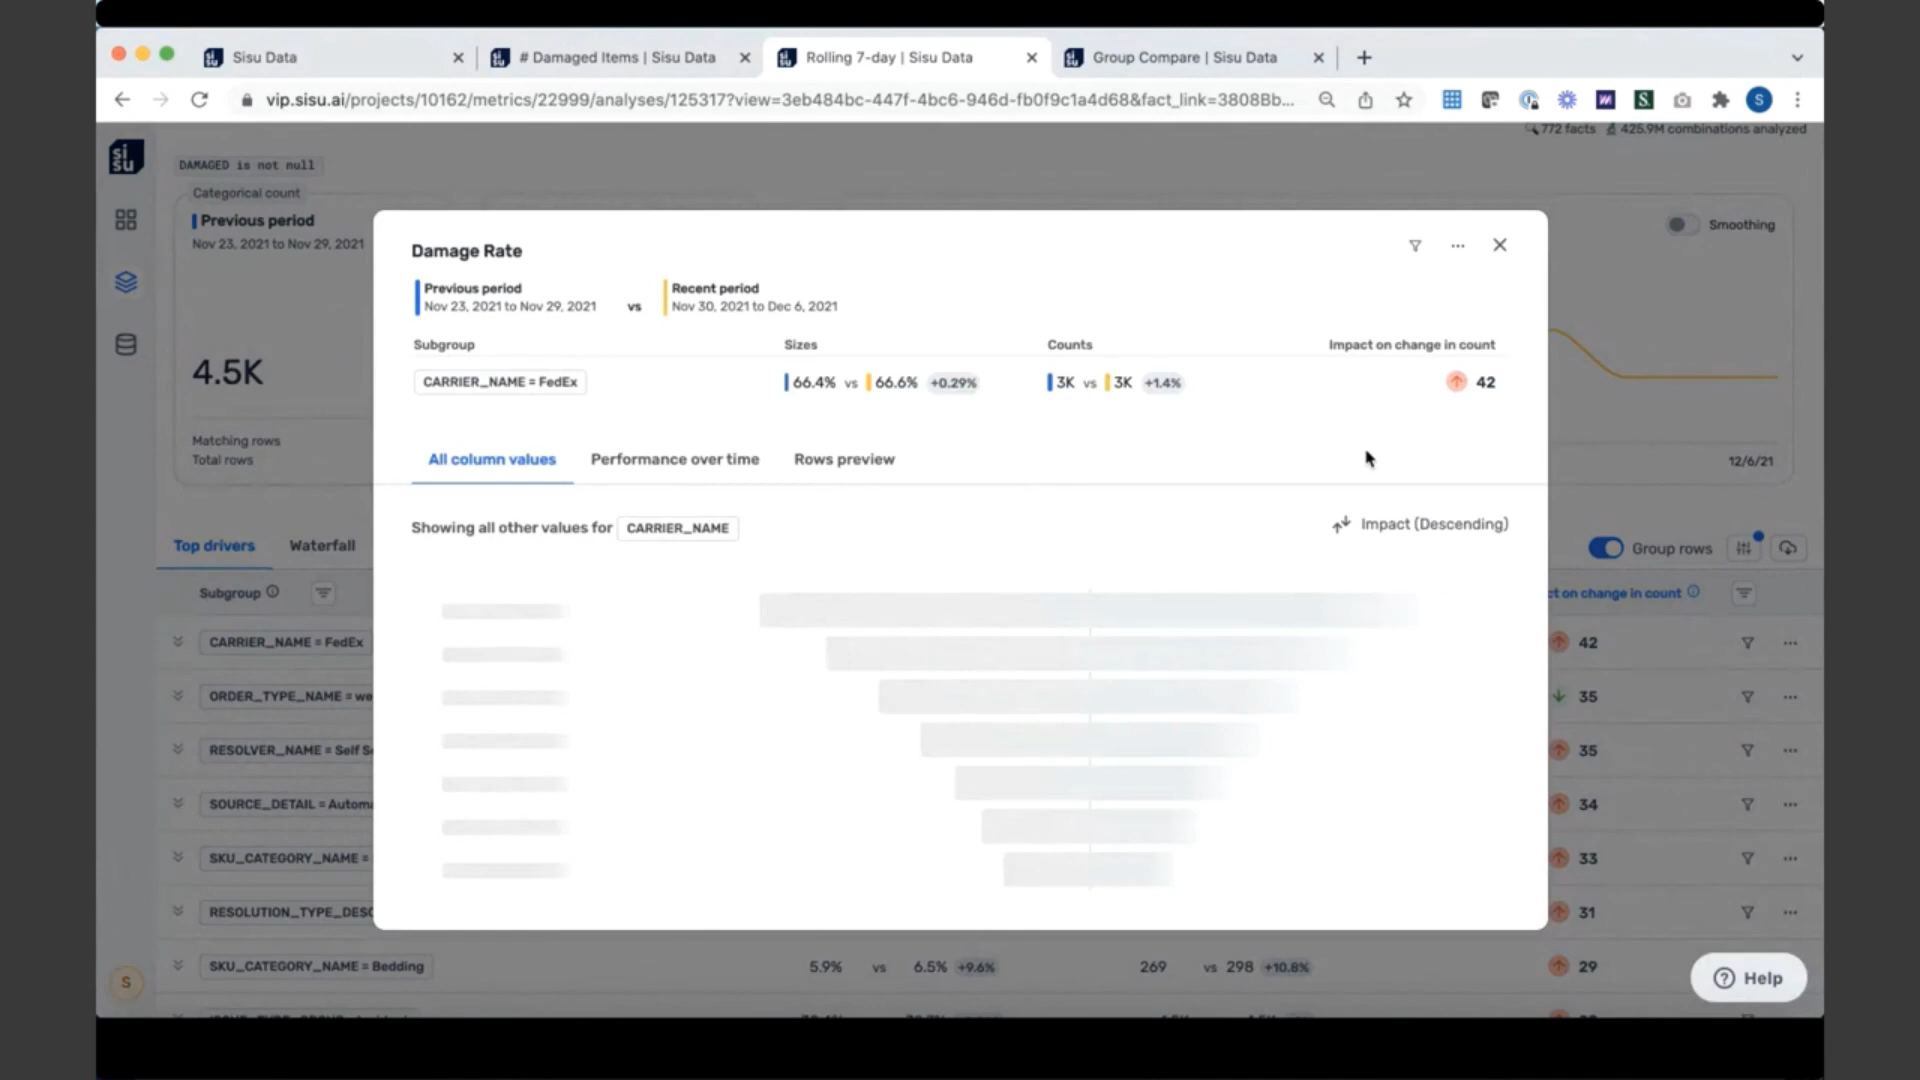 Sisu Data
# Damaged Items | Sisu Data
Rolling 7-day | Sisu Data
Group Compare | Sisu Data
vip.sisu.ai/projects/10162/metrics/22999/analyses/125317?view=3eb484bc-447f-4bc6-946d-fb0f9c1a4d68&fact_link=3808Bb...
S
si
su
772 facts
425.9M combinations analyzed
DAMAGED is not null
Categorical count
Previous period
Nov 23, 2021 to Nov 29, 2021
4.5K
Matching rows
Total rows
Smoothing
12/6/21
Damage Rate
Previous period
Nov 23, 2021 to Nov 29, 2021
vs
Recent period
Nov 30, 2021 to Dec 6, 2021
Subgroup
Sizes
Counts
Impact on change in count
CARRIER_NAME = FedEx
66.4% vs 66.6% +0.29%
3K vs 3K +1.4%
42
All column values
Performance over time
Rows preview
Showing all other values for CARRIER_NAME
Impact (Descending)
Top drivers
Waterfall
Group rows
Subgroup
ct on change in count
CARRIER_NAME = FedEx
42
ORDER_TYPE_NAME = we
35
RESOLVER_NAME = Self S
35
SOURCE_DETAIL = Autom
34
SKU_CATEGORY_NAME =
33
RESOLUTION_TYPE_DESC
31
SKU_CATEGORY_NAME = Bedding
5.9% vs 6.5% +9.6%
269 vs 298 +10.8%
29
S
Help